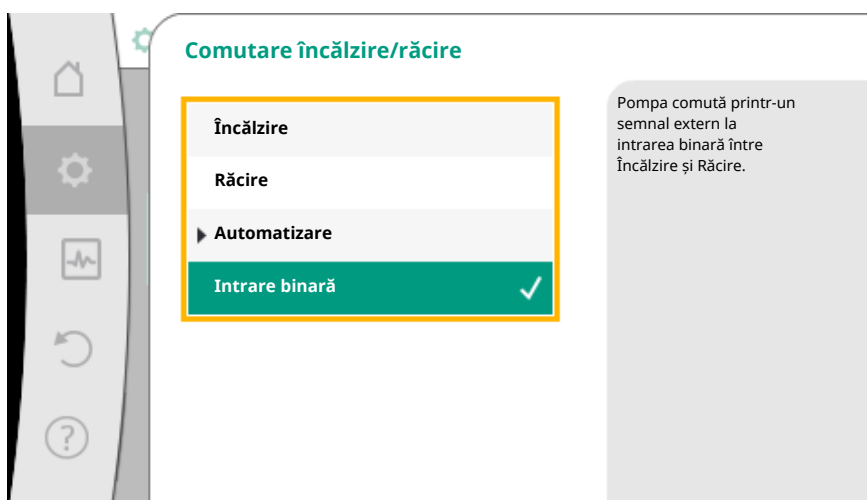 Comutare încălzire/răcire
Încălzire
Răcire
Automatizare
Intrare binară
Pompa comută printr-un
semnal extern la
intrarea binară între
Încălzire și Răcire.
?